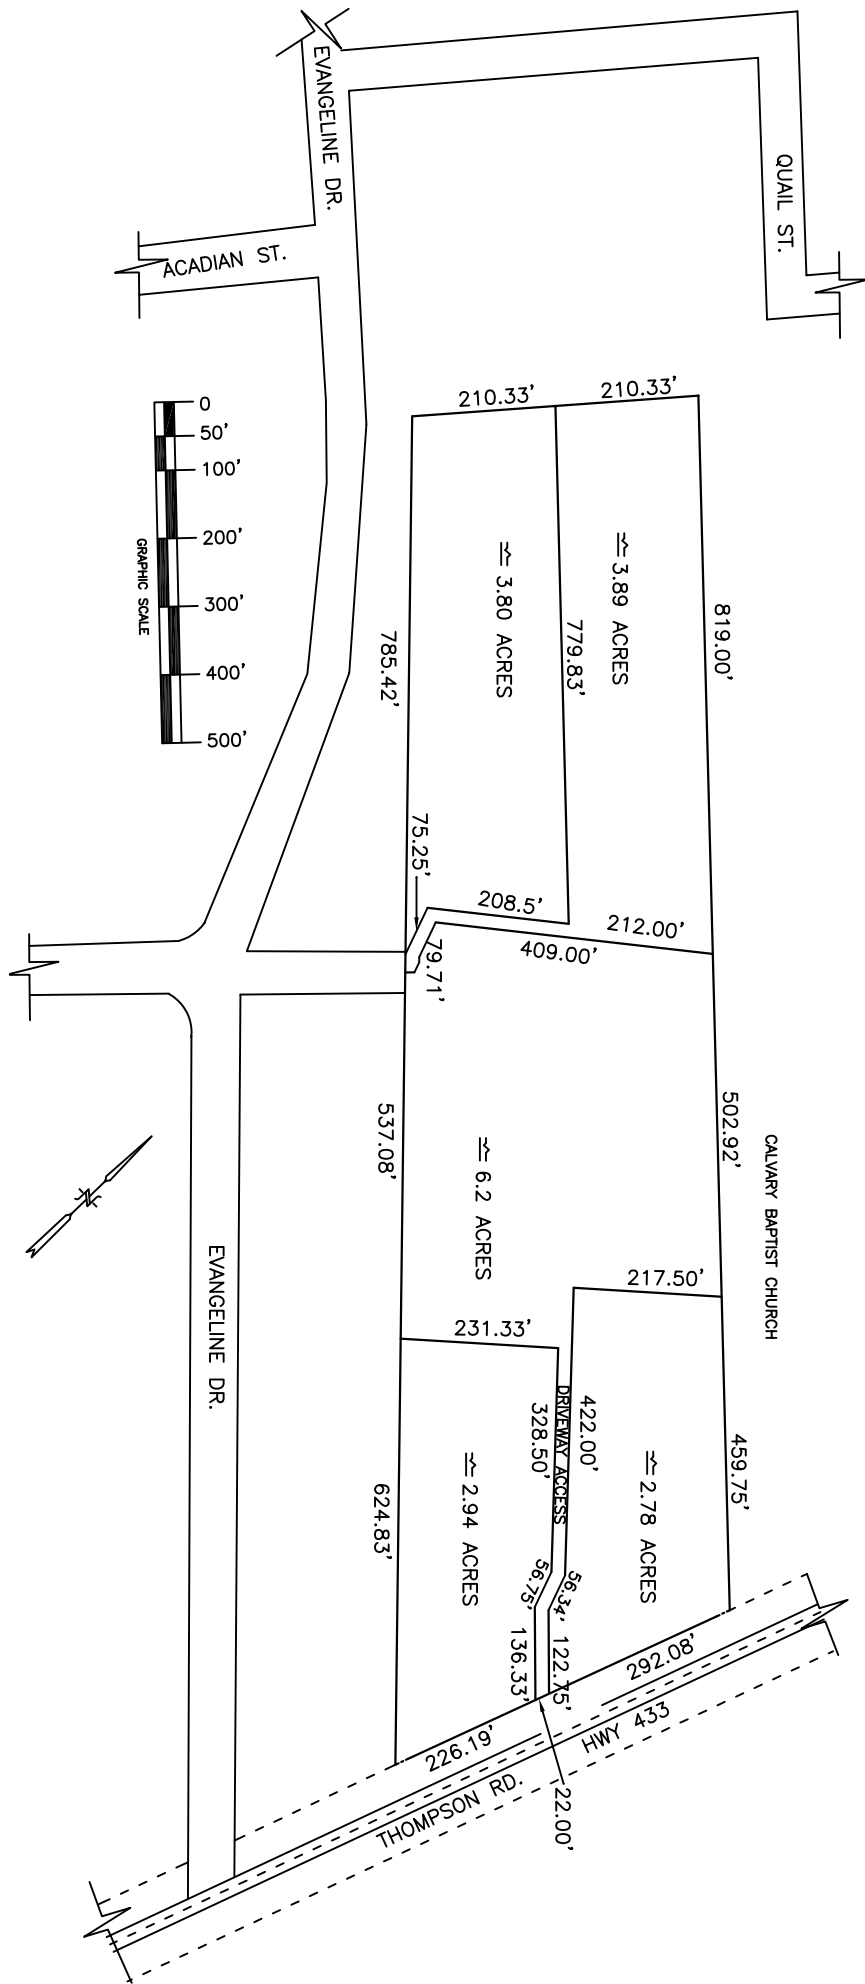 EVANGELINE DR.
QUAIL ST.
ACADIAN ST.
0
50'
100'
200'
300'
400'
500'
GRAPHIC SCALE
210.33'
210.33'
≈ 3.80 ACRES
≈ 3.89 ACRES
785.42'
779.83'
819.00'
75.25'
208.5'
212.00'
409.00'
79.71'
537.08'
≈ 6.2 ACRES
502.92'
CALVARY BAPTIST CHURCH
N
EVANGELINE DR.
231.33'
217.50'
DRIVEWAY ACCESS
328.50'
422.00'
459.75'
624.83'
≈ 2.94 ACRES
≈ 2.78 ACRES
56.75'
56.34'
136.33'
122.75'
292.08'
226.19'
HWY 433
THOMPSON RD.
22.00'